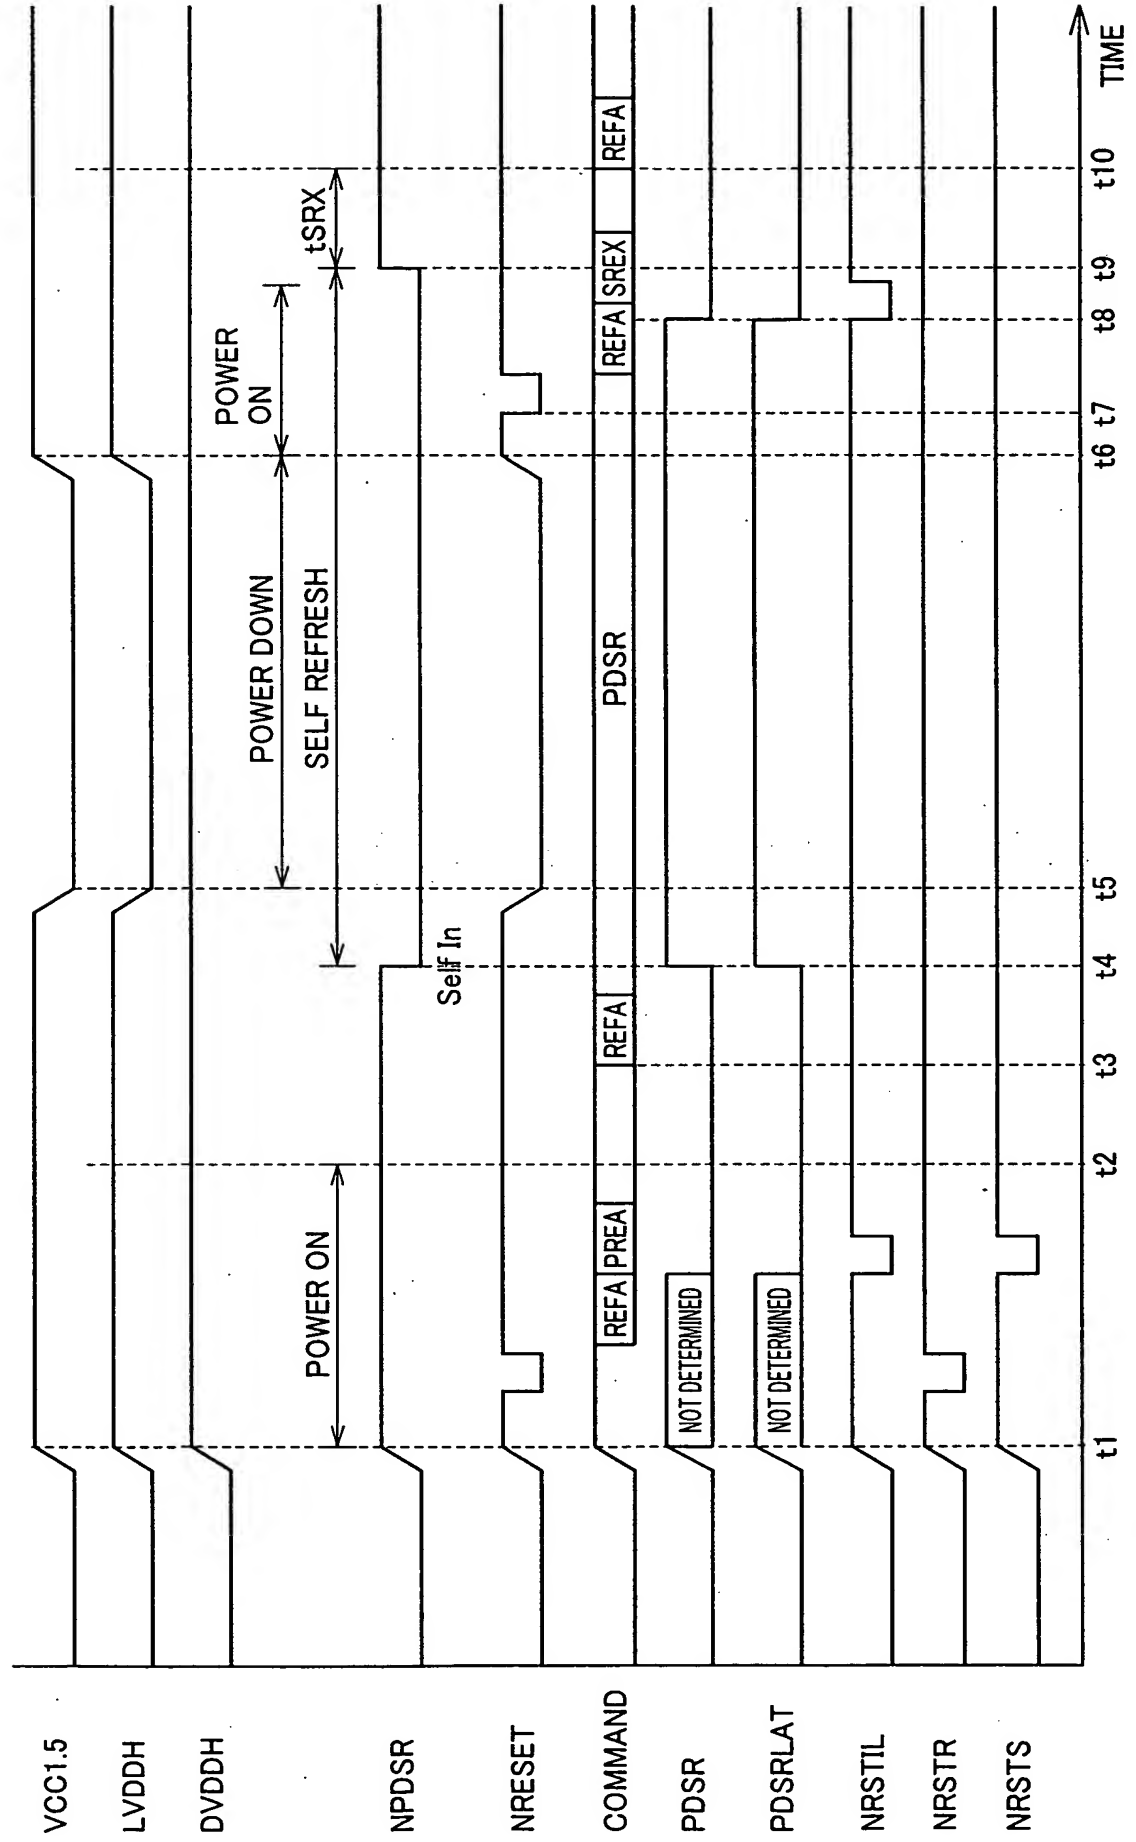 VCC1.5
LVDDH
DVDDH
POWER ON
POWER DOWN
POWER
ON
SELF REFRESH
tSRX
NPDSR
Self In
NRESET
COMMAND
REFA PREA
REFA
PDSR
REFA SREX
REFA
PDSR
NOT DETERMINED
PDSRLAT
NOT DETERMINED
NRSTIL
NRSTR
NRSTS
t1 t2 t3 t4 t5 t6 t7 t8 t9 t10
TIME